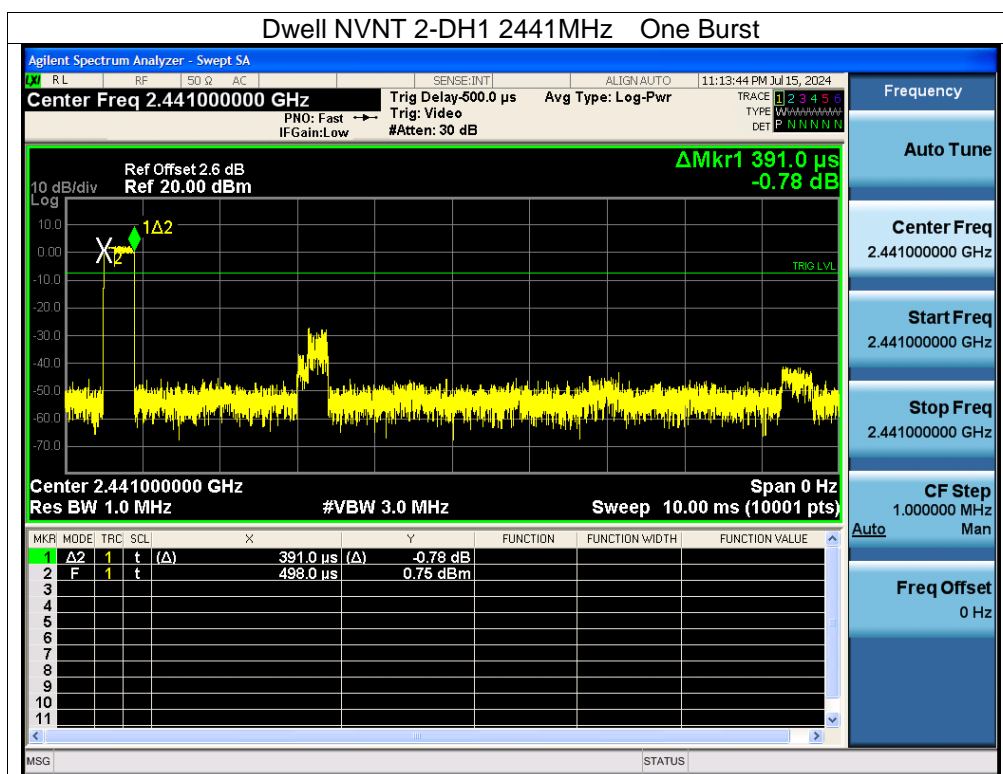 Dwell NVNT 2-DH1 2441MHz One Burst
Agilent Spectrum Analyzer - Swept SA
LXI RL RF 50 Ω AC SENSE:INT ALIGN AUTO 11:13:44 PM Jul 15, 2024
Center Freq 2.441000000 GHz Trig Delay-500.0 µs Avg Type: Log-Pwr TRACE 1 2 3 4 5 6
PNO: Fast Trig: Video TYPE WWWWWW
IFGain:Low #Atten: 30 dB DET P N N N N N
ΔMkr1 391.0 µs
-0.78 dB
Ref Offset 2.6 dB
10 dB/div Ref 20.00 dBm
Log
10.0
0.00
-10.0
-20.0
-30.0
-40.0
-50.0
-60.0
-70.0
1Δ2
X2
TRIG LVL
Center 2.441000000 GHz Span 0 Hz
Res BW 1.0 MHz #VBW 3.0 MHz Sweep 10.00 ms (10001 pts)
MKR MODE TRC SCL X Y FUNCTION FUNCTION WIDTH FUNCTION VALUE
1 Δ2 1 t (Δ) 391.0 µs (Δ) -0.78 dB
2 F 1 t 498.0 µs 0.75 dBm
3
4
5
6
7
8
9
10
11
MSG STATUS
Frequency
Auto Tune
Center Freq
2.441000000 GHz
Start Freq
2.441000000 GHz
Stop Freq
2.441000000 GHz
CF Step
1.000000 MHz
Auto Man
Freq Offset
0 Hz